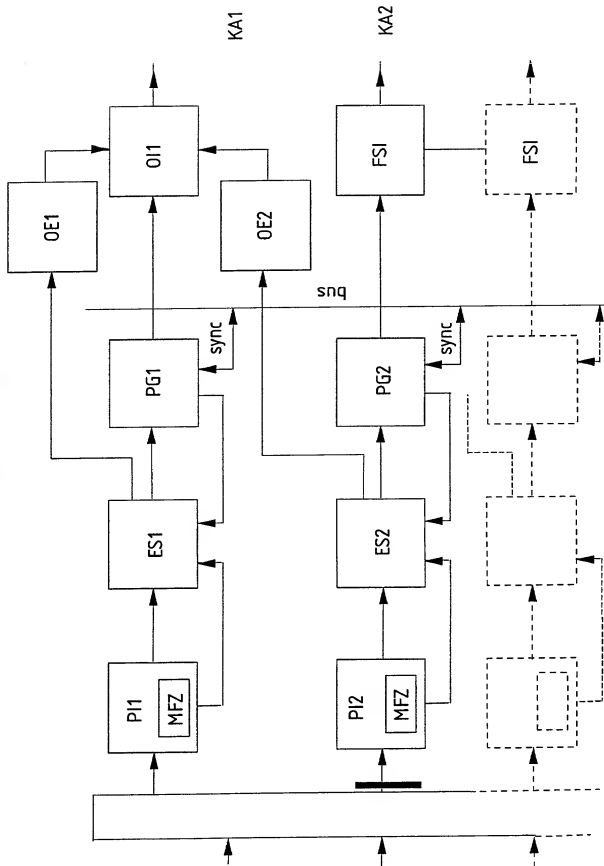 KA1
OE1
OI1
OE2
PG1
sync
ES1
PI1
MFZ
bus
KA2
FSI
PG2
sync
ES2
PI2
MFZ
FSI